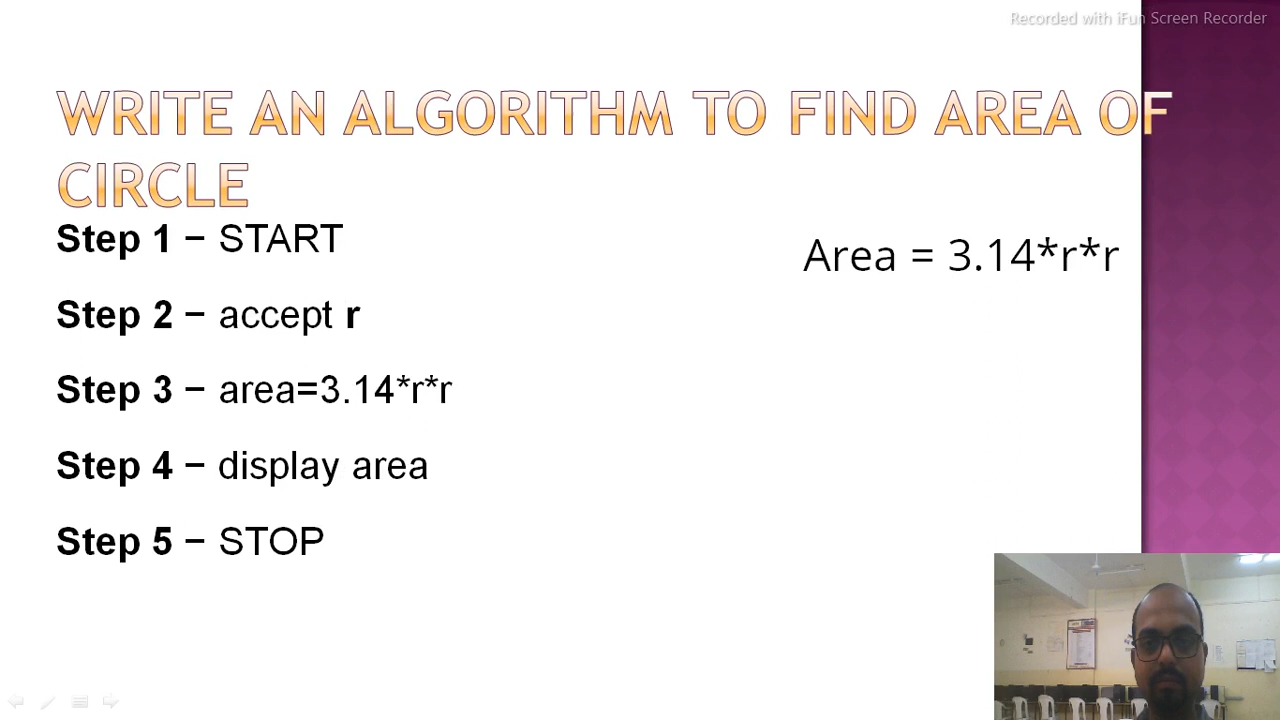 Recorded with iFun Screen Recorder
WRITE AN ALGORITHM TO FIND AREA OF
CIRCLE
Step 1 − START
Area = 3.14*r*r
Step 2 − accept r
Step 3 − area=3.14*r*r
Step 4 − display area
Step 5 − STOP